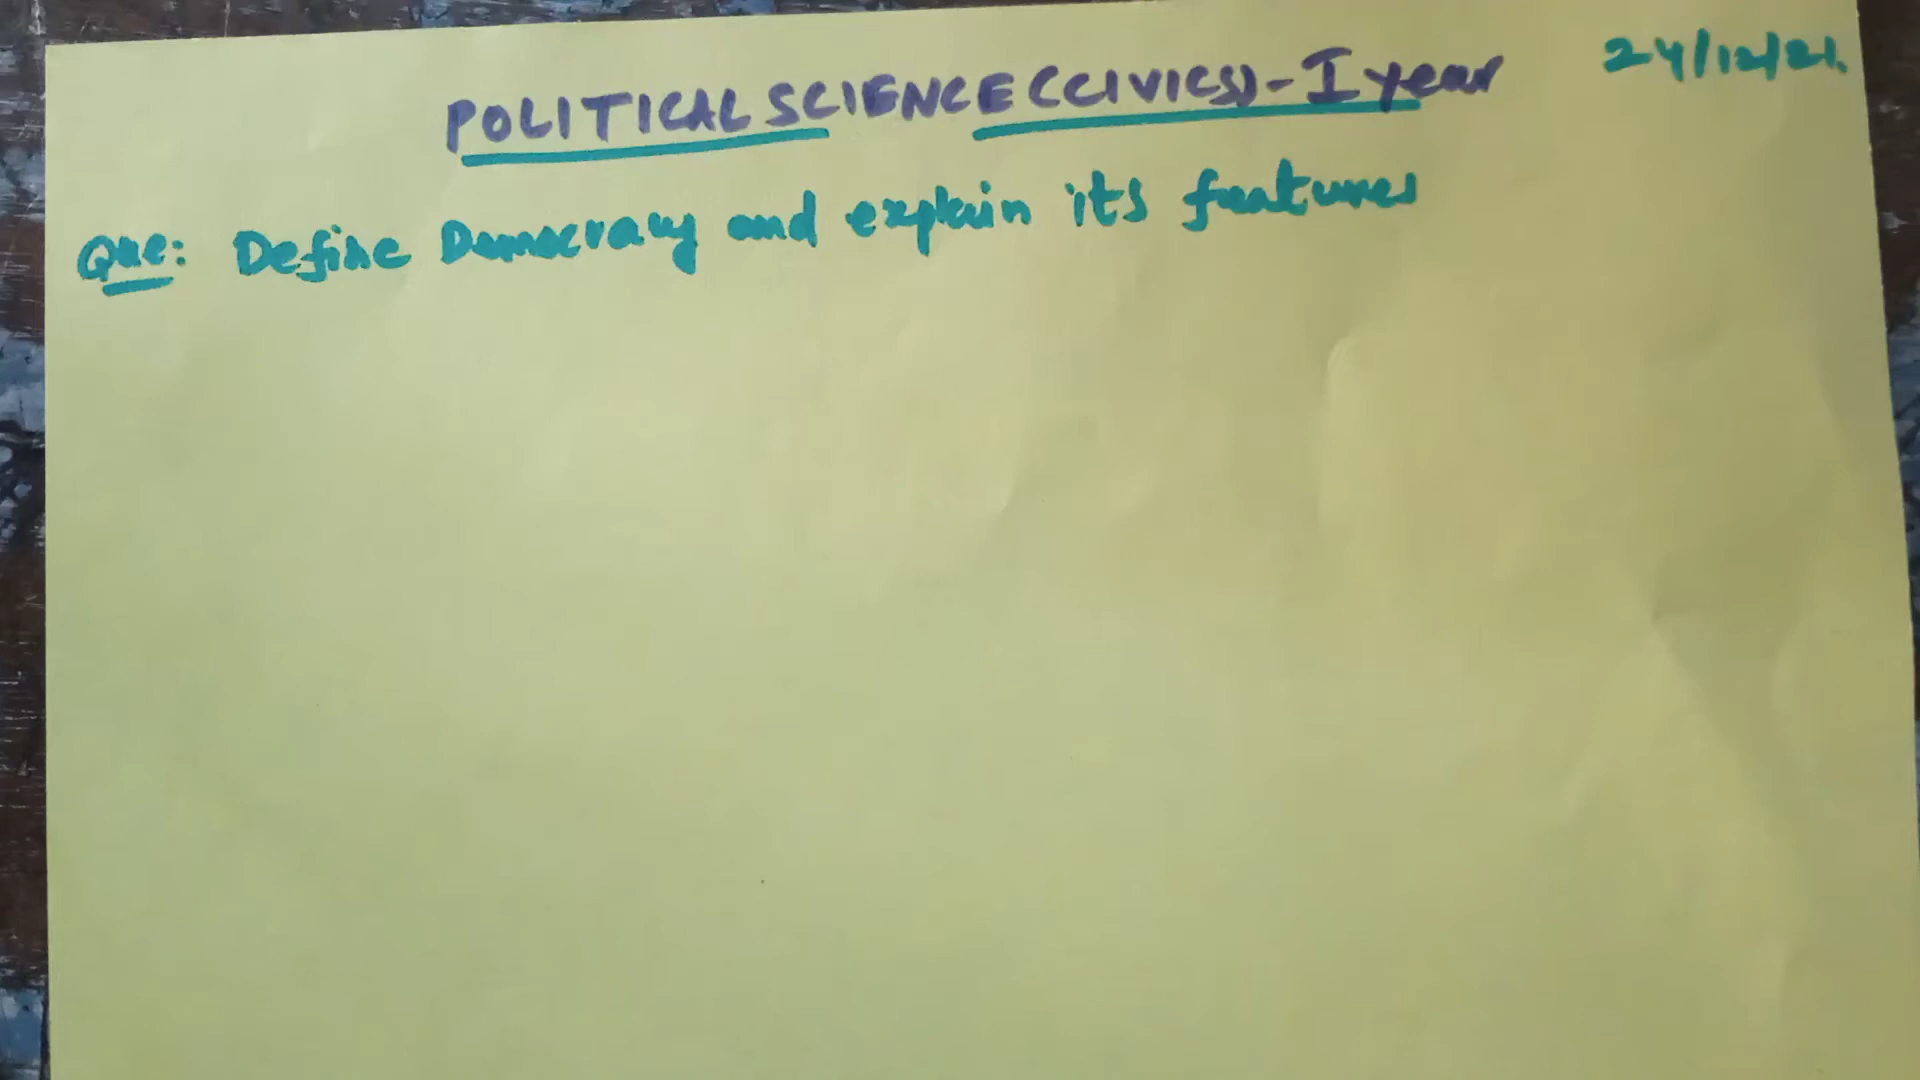 POLITICAL SCIENCE (CIVICS) - I year
24/12/21.
Que: Define Democracy and explain its features